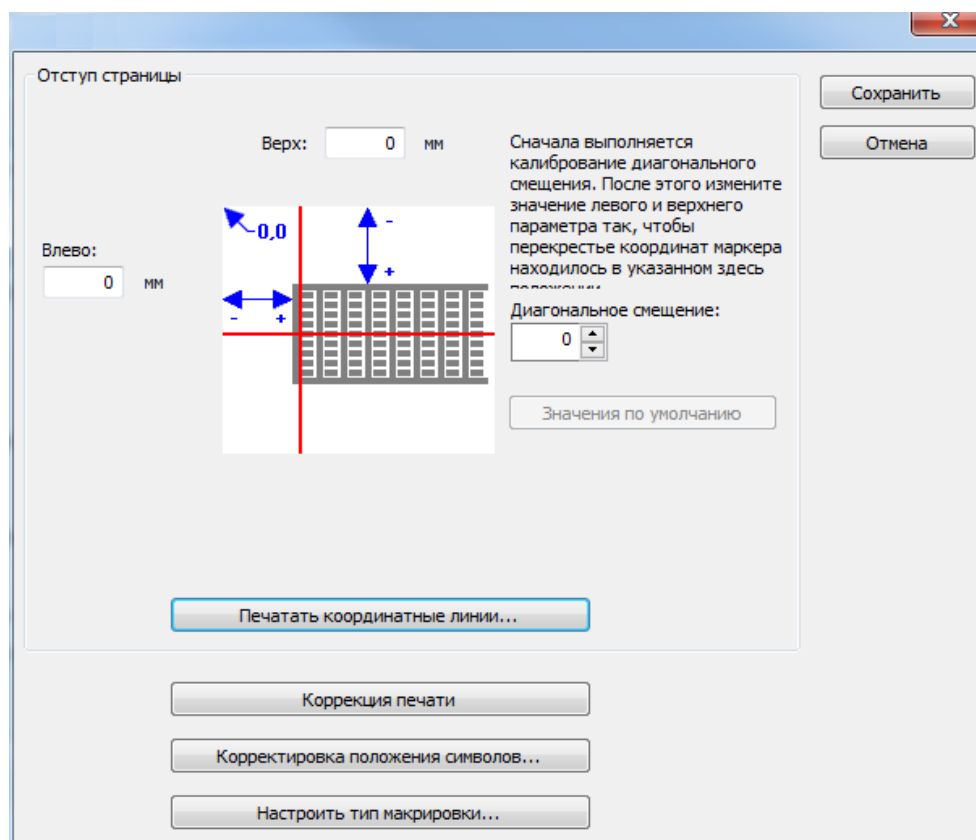 Отступ страницы
Сохранить
Отмена
Верх: 0 мм
Сначала выполняется
калибрование диагонального
смещения. После этого измените
значение левого и верхнего
параметра так, чтобы
перекрестье координат маркера
находилось в указанном здесь
положении
-0,0
-
+
Влево:
0 мм
- +
Диагональное смещение:
0
Значения по умолчанию
Печатать координатные линии...
Коррекция печати
Корректировка положения символов...
Настроить тип макрировки...